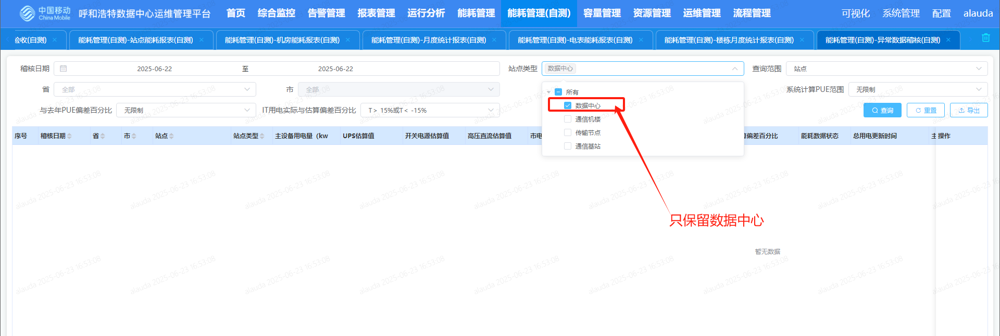 中国移动
China Mobile
呼和浩特数据中心运维管理平台
首页 综合监控 告警管理 报表管理 运行分析 能耗管理 能耗管理(自测) 容量管理 资源管理 运维管理 流程管理
可视化 系统管理 配置 alauda
验收(自测) × 能耗管理(自测)-站点能耗报表(自测) × 能耗管理(自测)-机房能耗报表(自测) × 能耗管理(自测)-月度统计报表(自测) × 能耗管理(自测)-电表能耗报表(自测) × 能耗管理(自测)-楼栋月度统计报表(自测) × 能耗管理(自测)-异常数据稽核(自测) ×
稽核日期 2025-06-22 至 2025-06-22 站点类型 数据中心 查询范围 站点
省 全部 市 全部 系统计算PUE范围 无限制
与去年PUE偏差百分比 无限制 IT用电实际与估算偏差百分比 T > 15%或T < -15% 查询 重置 导出
所有
数据中心
通信机楼
传输节点
通信基站
序号 稽核日期 省 市 站点 站点类型 主设备用电量（kw UPS估算值 开关电源估算值 高压直流估算值 市电 偏差百分比 能耗数据状态 总用电更新时间 主 操作
只保留数据中心
暂无数据
alauda 2025-06-23 16:53:08